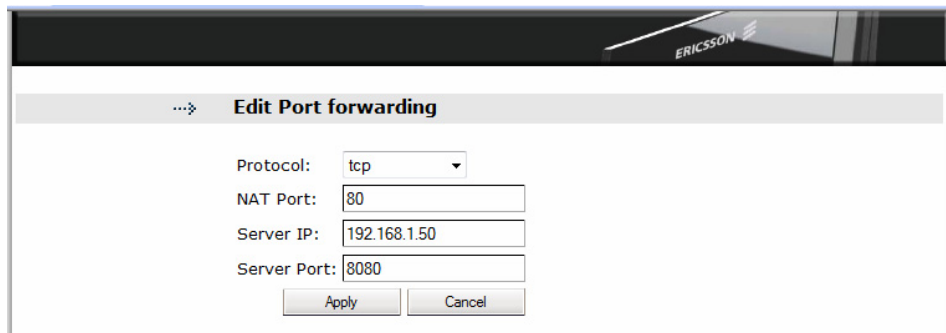 ERICSSON
Edit Port forwarding
Protocol: tcp
NAT Port: 80
Server IP: 192.168.1.50
Server Port: 8080
Apply Cancel